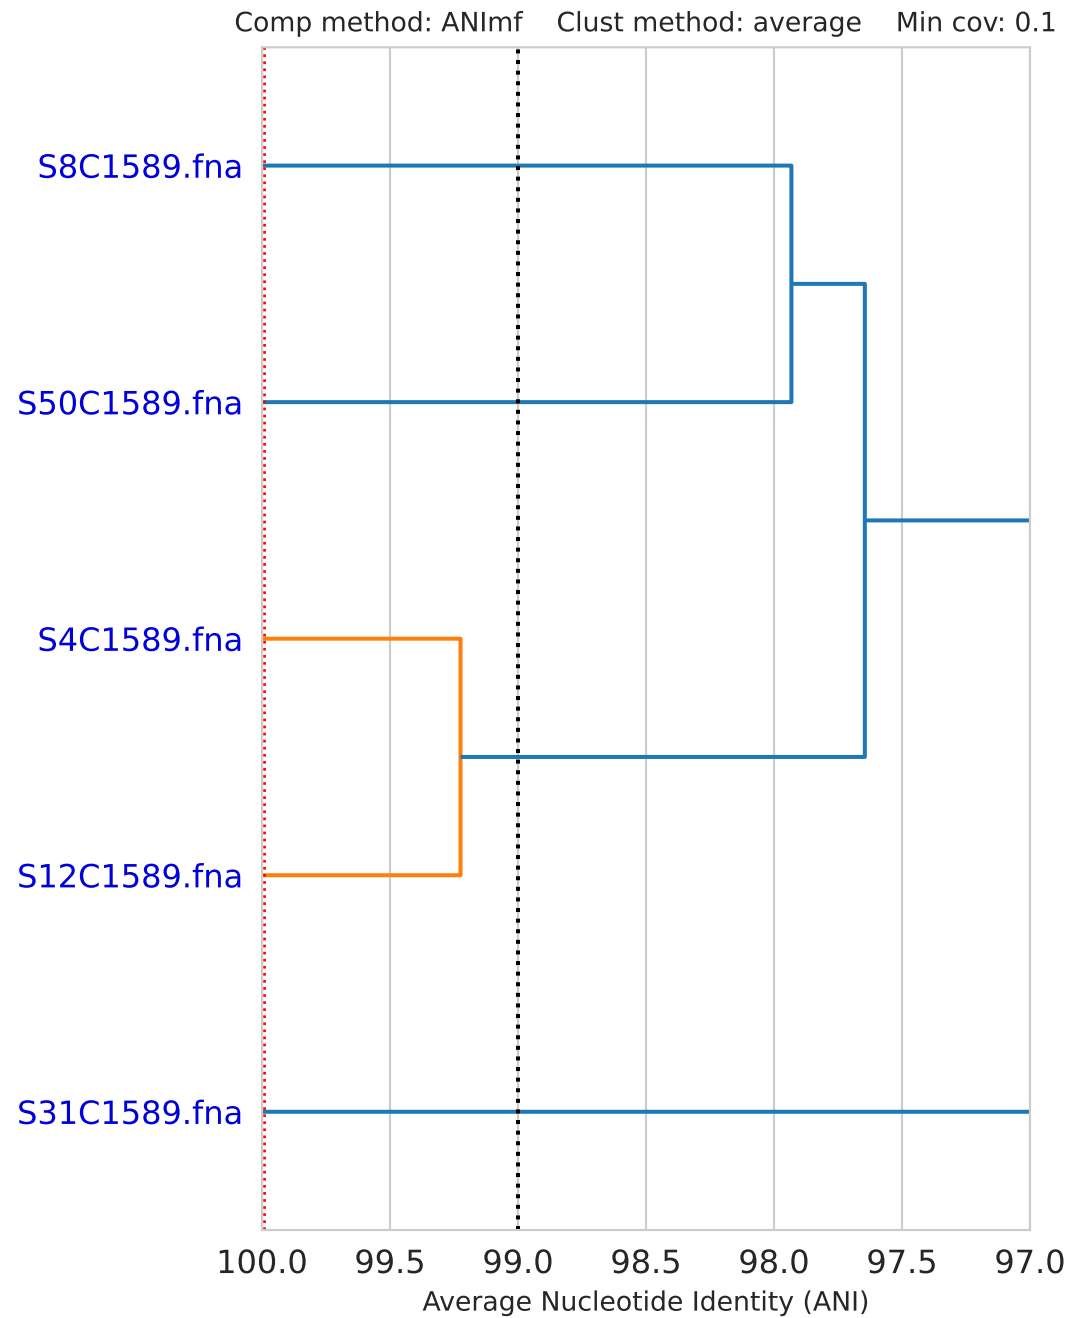 Comp method: ANImf    Clust method: average    Min cov: 0.1
S8C1589.fna
S50C1589.fna
S4C1589.fna
S12C1589.fna
S31C1589.fna
100.0 99.5 99.0 98.5 98.0 97.5 97.0
Average Nucleotide Identity (ANI)